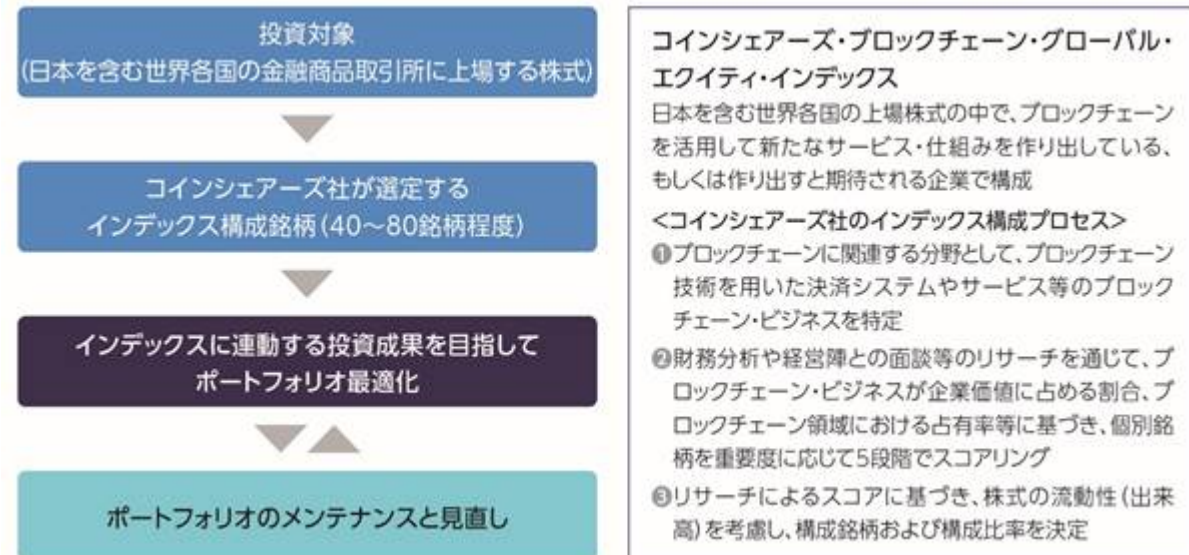 投資対象
(日本を含む世界各国の金融商品取引所に上場する株式)
コインシェアーズ社が選定する
インデックス構成銘柄(40~80銘柄程度)
インデックスに連動する投資成果を目指して
ポートフォリオ最適化
ポートフォリオのメンテナンスと見直し
コインシェアーズ・ブロックチェーン・グローバル・
エクイティ・インデックス
日本を含む世界各国の上場株式の中で、ブロックチェーン
を活用して新たなサービス・仕組みを作り出している、
もしくは作り出すと期待される企業で構成
<コインシェアーズ社のインデックス構成プロセス>
❶ブロックチェーンに関連する分野として、ブロックチェーン
技術を用いた決済システムやサービス等のブロック
チェーン・ビジネスを特定
❷財務分析や経営陣との面談等のリサーチを通じて、ブ
ロックチェーン・ビジネスが企業価値に占める割合、ブ
ロックチェーン領域における占有率等に基づき、個別銘
柄を重要度に応じて5段階でスコアリング
❸リサーチによるスコアに基づき、株式の流動性(出来
高)を考慮し、構成銘柄および構成比率を決定